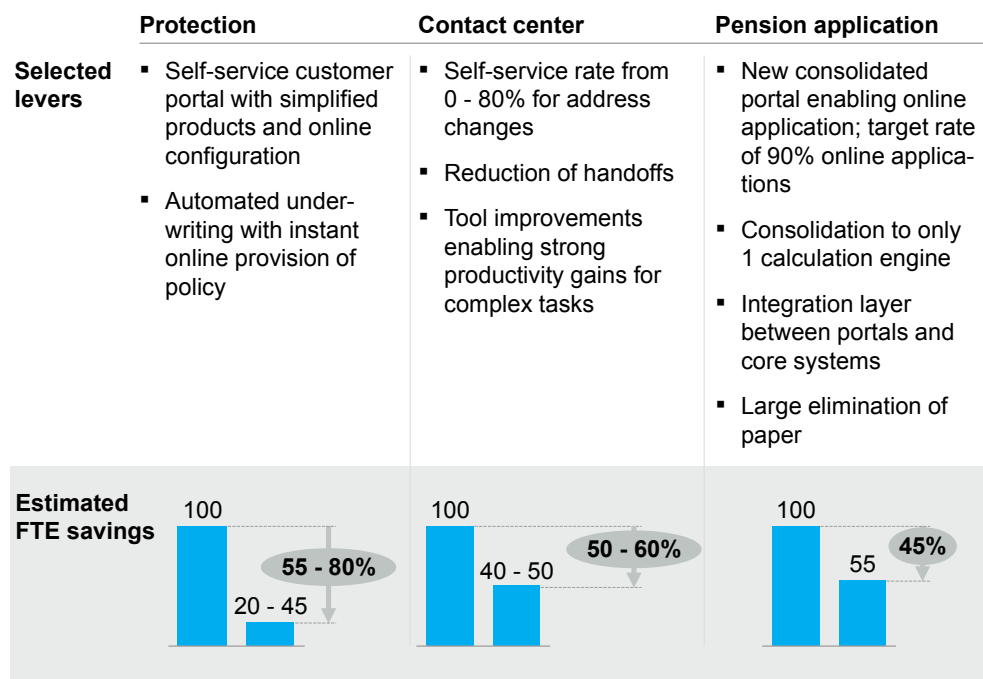 Protection
Contact center
Pension application
Selected
levers
▪ Self-service customer
portal with simplified
products and online
configuration
▪ Automated under-
writing with instant
online provision of
policy
▪ Self-service rate from
0 - 80% for address
changes
▪ Reduction of handoffs
▪ Tool improvements
enabling strong
productivity gains for
complex tasks
▪ New consolidated
portal enabling online
application; target rate
of 90% online applica-
tions
▪ Consolidation to only
1 calculation engine
▪ Integration layer
between portals and
core systems
▪ Large elimination of
paper
Estimated
FTE savings
100
55 - 80%
20 - 45
100
50 - 60%
40 - 50
100
45%
55